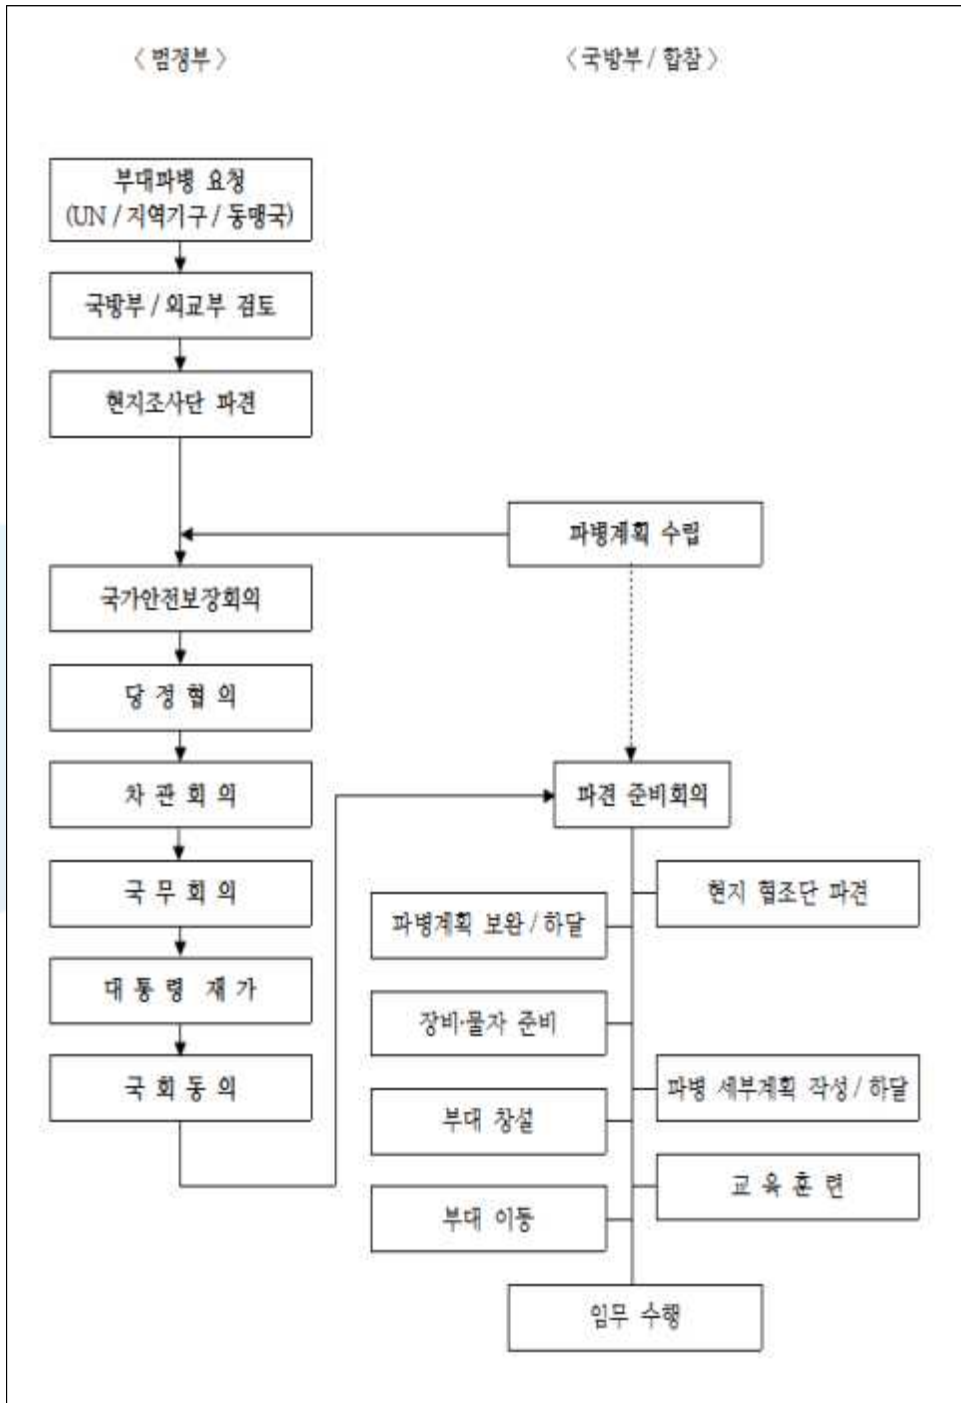 〈 범정부 〉
〈 국방부 / 합참 〉
부대파병 요청
(UN / 지역기구 / 동맹국)
국방부 / 외교부 검토
현지조사단 파견
파병계획 수립
국가안전보장회의
당 정 협 의
차 관 회 의
파견 준비회의
국 무 회 의
현지 협조단 파견
파병계획 보완 / 하달
대 통 령 재 가
장비·물자 준비
국 회 동 의
파병 세부계획 작성 / 하달
부대 창설
교 육 훈 련
부대 이동
임무 수행